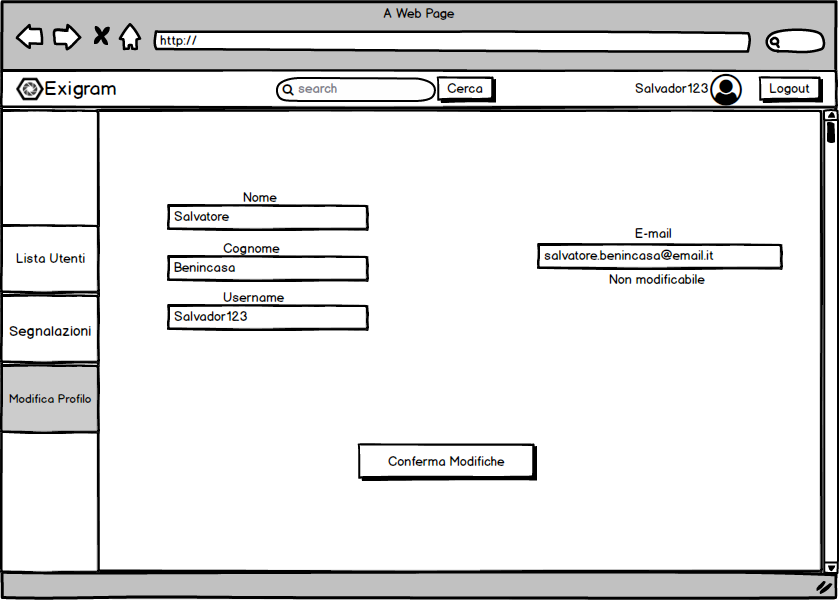 A Web Page
http://
Exigram
search
Cerca
Salvador123
Logout
Lista Utenti
Segnalazioni
Modifica Profilo
Nome
Salvatore
Cognome
Benincasa
Username
Salvador123
E-mail
salvatore.benincasa@email.it
Non modificabile
Conferma Modifiche